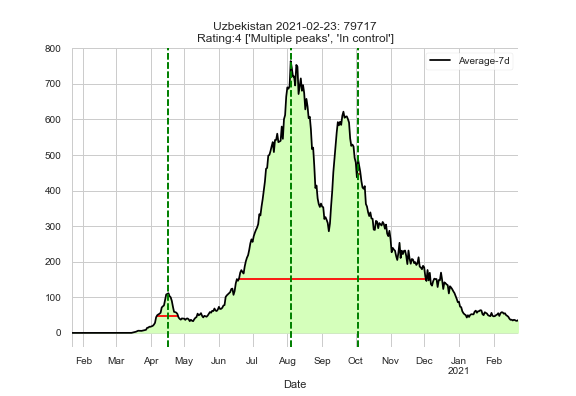 Uzbekistan 2021-02-23: 79717
Rating:4 ['Multiple peaks', 'In control']
Average-7d
800
700
600
500
400
300
200
100
0
Feb Mar Apr May Jun Jul Aug Sep Oct Nov Dec Jan Feb
2021
Date